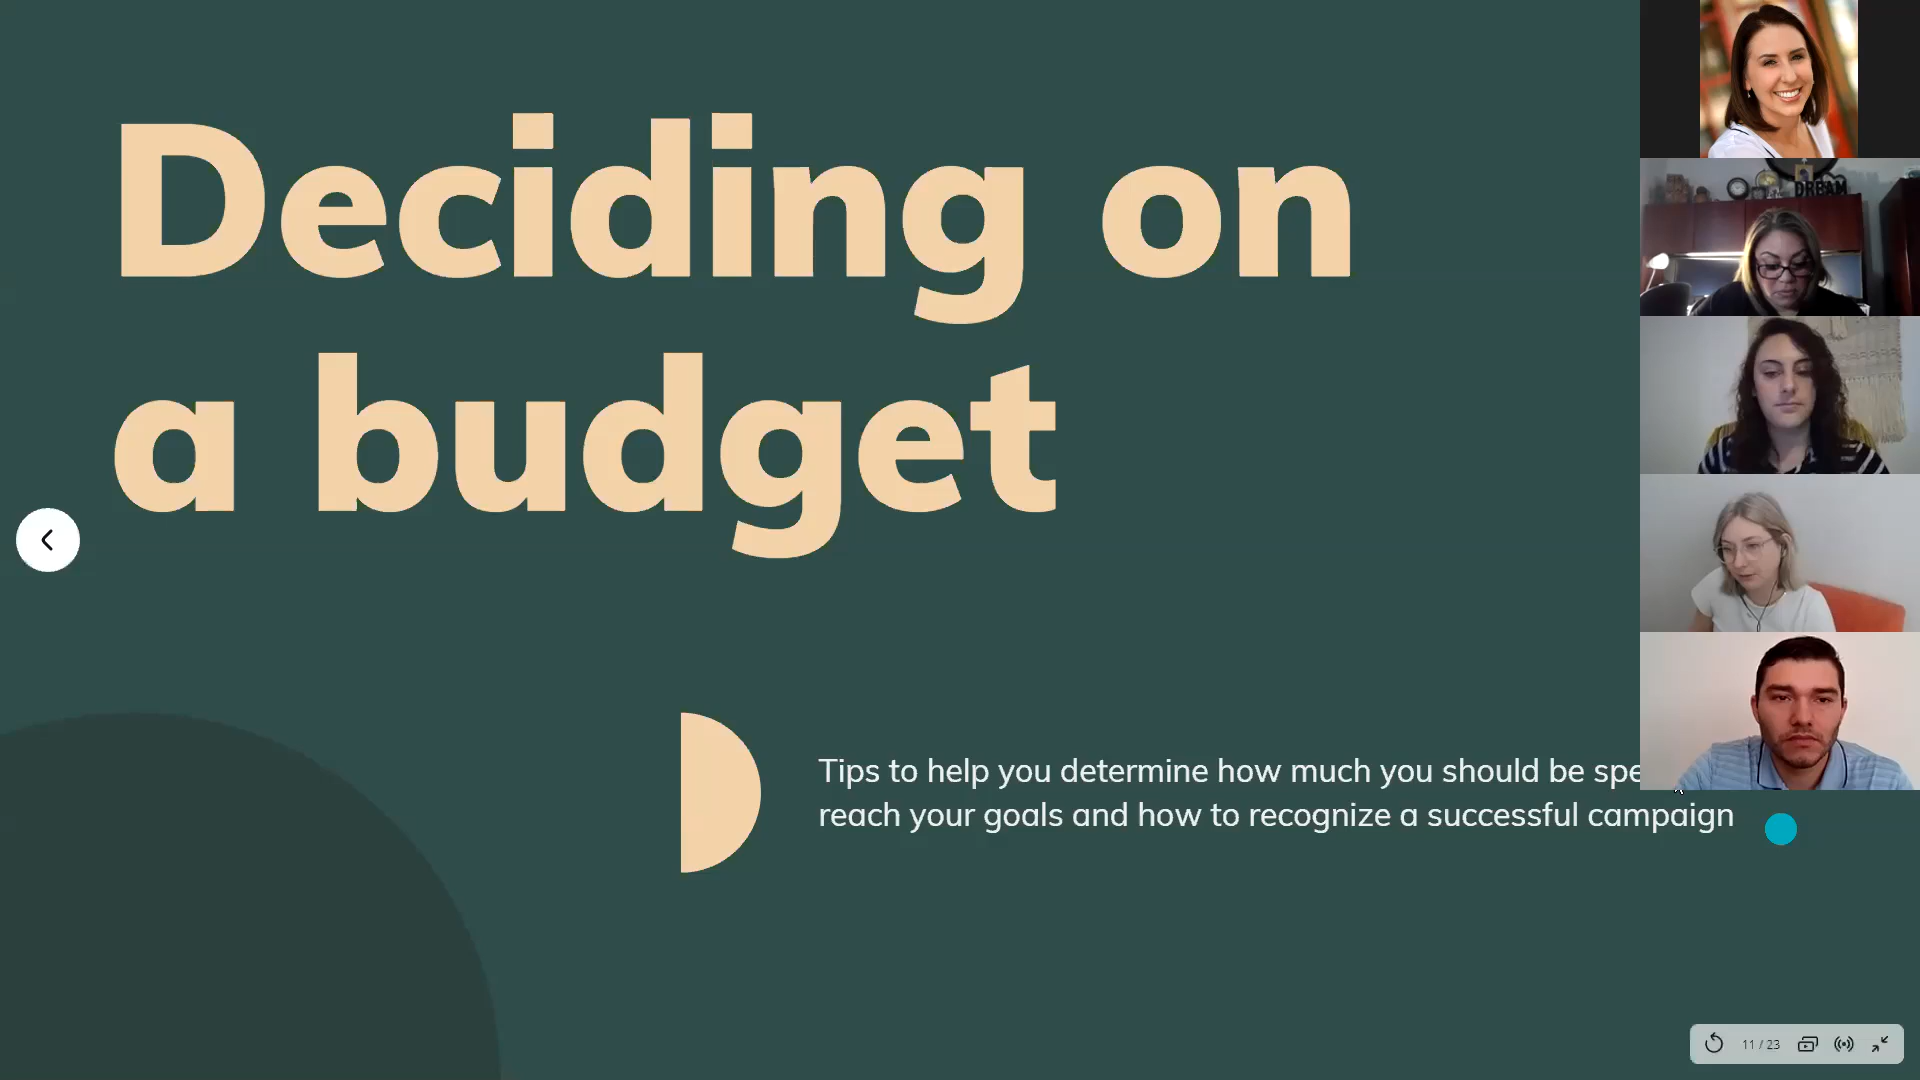 Deciding on
a budget
Tips to help you determine how much you should be
reach your goals and how to recognize a successful campaign
DREAM
11 / 23